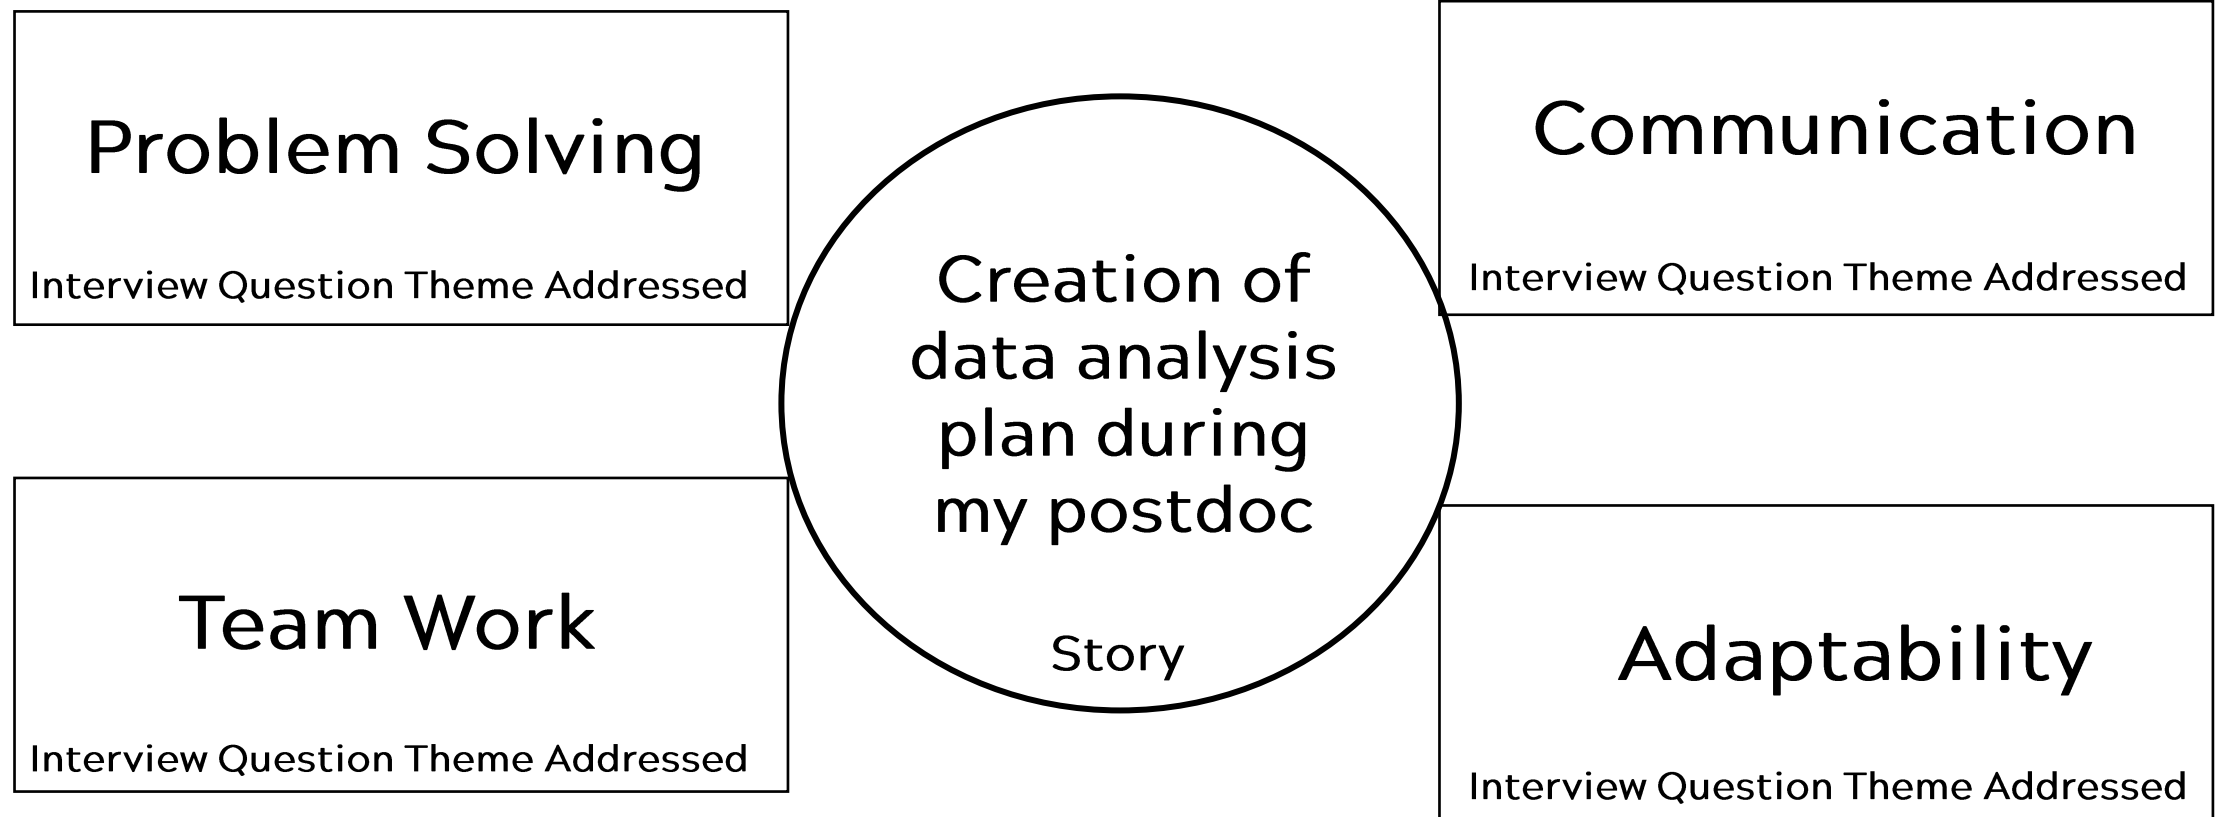 Problem Solving
Interview Question Theme Addressed
Communication
Interview Question Theme Addressed
Creation of
data analysis
plan during
my postdoc
Story
Team Work
Interview Question Theme Addressed
Adaptability
Interview Question Theme Addressed